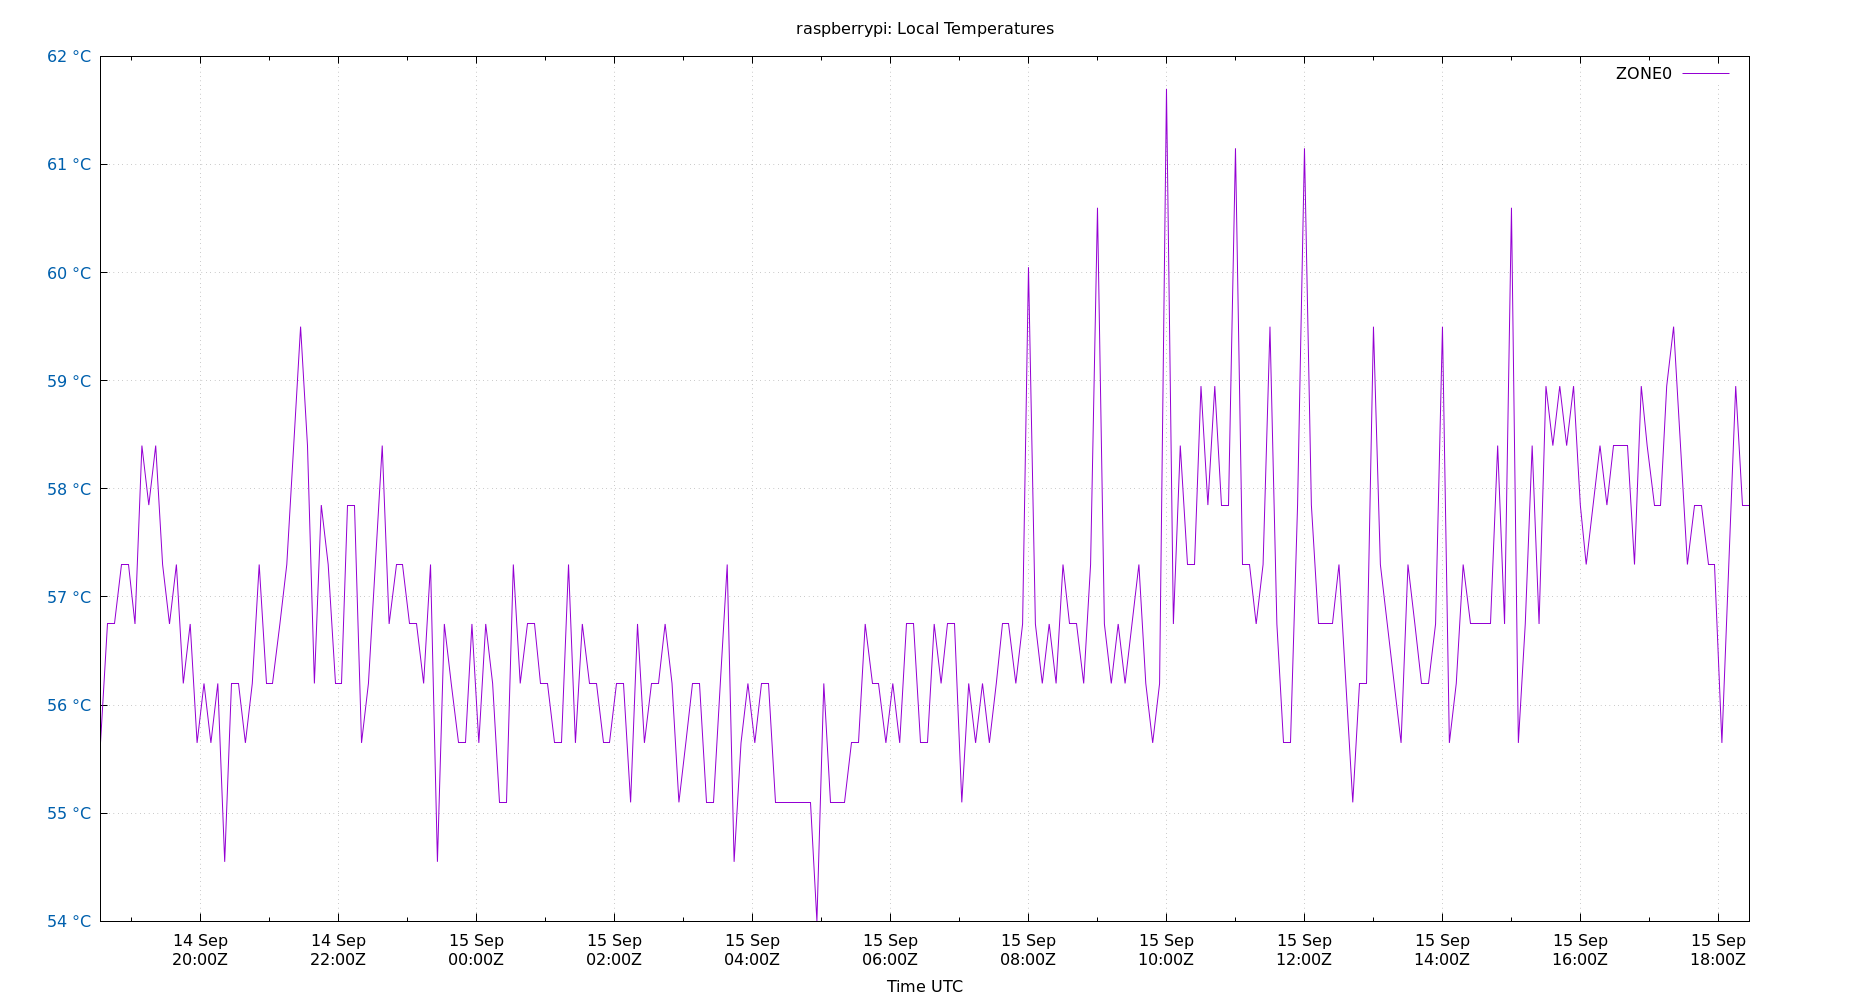 raspberrypi: Local Temperatures
ZONE0
62 °C
61 °C
60 °C
59 °C
58 °C
57 °C
56 °C
55 °C
54 °C
14 Sep
20:00Z
14 Sep
22:00Z
15 Sep
00:00Z
15 Sep
02:00Z
15 Sep
04:00Z
15 Sep
06:00Z
15 Sep
08:00Z
15 Sep
10:00Z
15 Sep
12:00Z
15 Sep
14:00Z
15 Sep
16:00Z
15 Sep
18:00Z
Time UTC